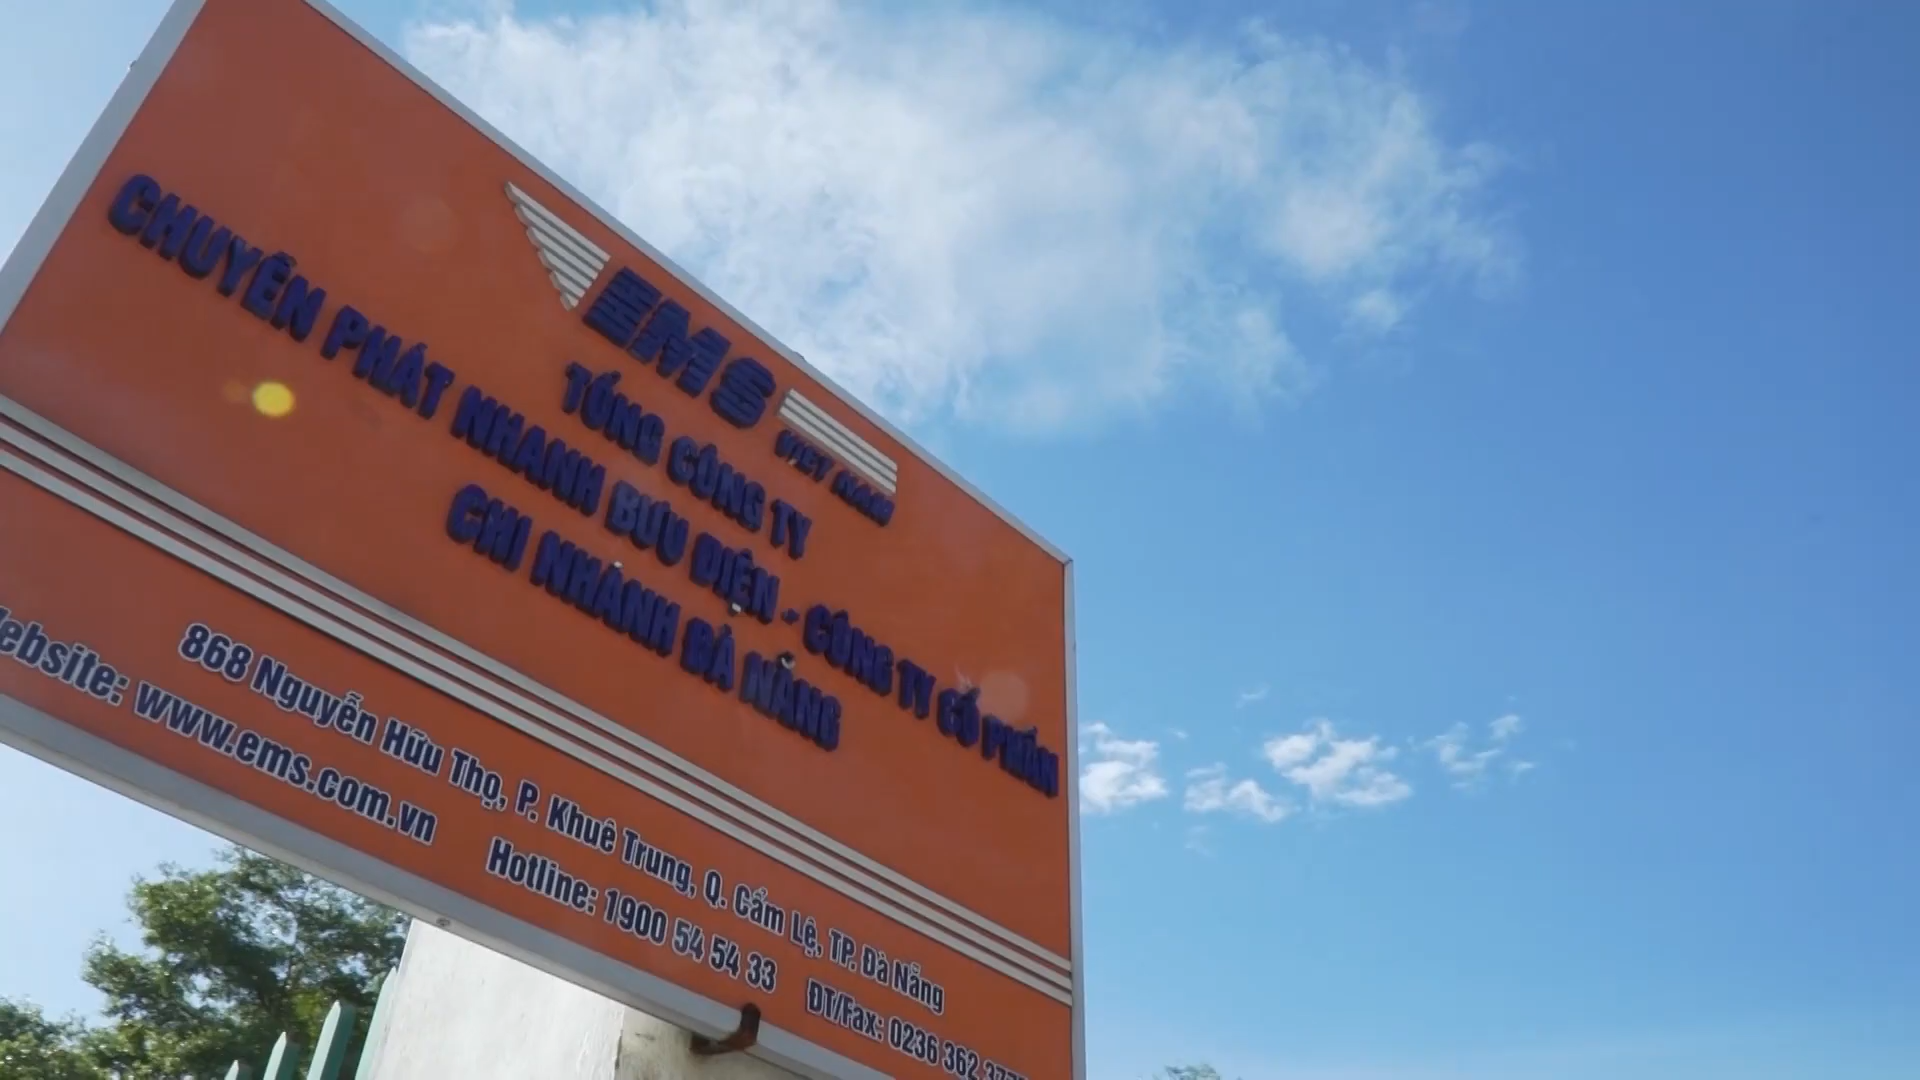 EMS
VIỆT NAM
TỔNG CÔNG TY
CHUYỂN PHÁT NHANH BƯU ĐIỆN - CÔNG TY CỔ PHẦN
CHI NHÁNH ĐÀ NẴNG
868 Nguyễn Hữu Thọ, P. Khuê Trung, Q. Cẩm Lệ, TP. Đà Nẵng
ebsite: www.ems.com.vn Hotline: 1900 54 54 33 ĐT/Fax: 0236 362